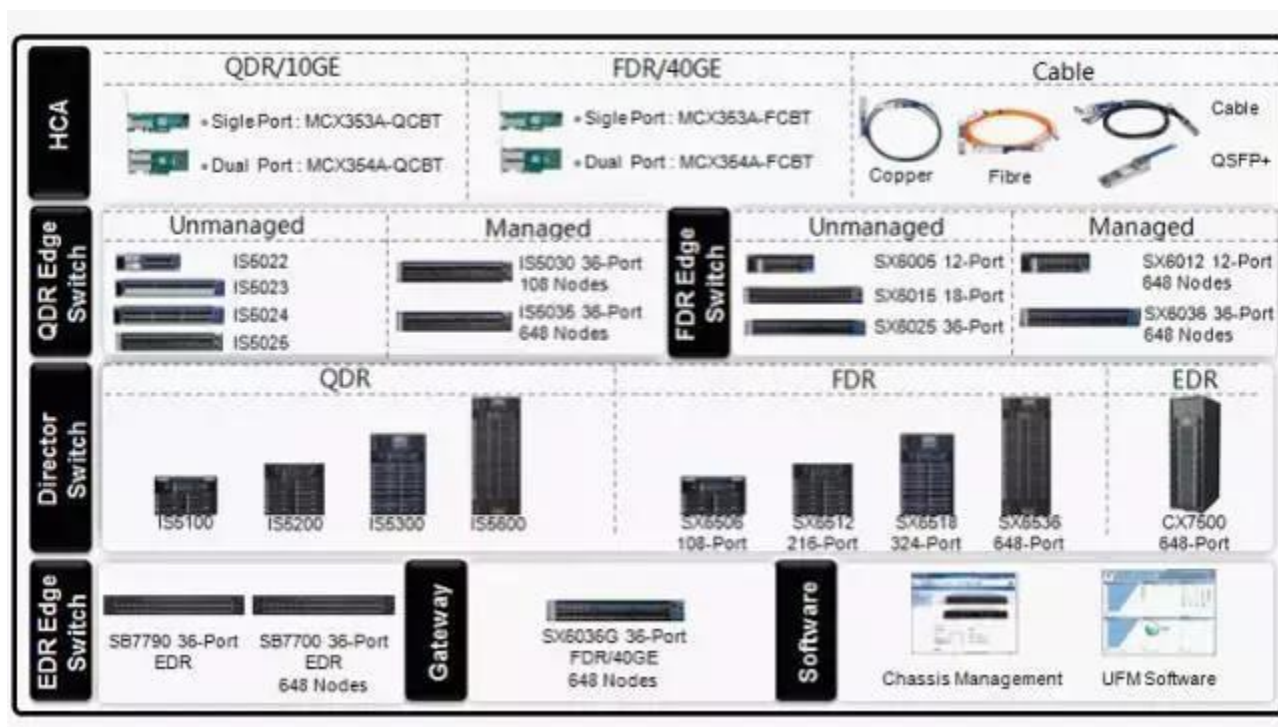 HCA
QDR/10GE
• Sigle Port : MCX353A-QCBT
• Dual Port : MCX354A-QCBT
FDR/40GE
• Sigle Port : MCX353A-FCBT
• Dual Port : MCX354A-FCBT
Cable
Copper
Fibre
Cable
QSFP+
QDR Edge
Switch
Unmanaged
IS5022
IS5023
IS5024
IS5025
Managed
IS5030 36-Port
108 Nodes
IS5035 36-Port
648 Nodes
FDR Edge
Switch
Unmanaged
SX6005 12-Port
SX6015 18-Port
SX6025 36-Port
Managed
SX6012 12-Port
648 Nodes
SX6036 36-Port
648 Nodes
Director
Switch
QDR
IS5100
IS5200
IS5300
IS5600
FDR
SX6506
108-Port
SX6512
216-Port
SX6518
324-Port
SX6536
648-Port
EDR
CX7500
648-Port
EDR Edge
Switch
SB7790 36-Port
EDR
SB7700 36-Port
EDR
648 Nodes
Gateway
SX6036G 36-Port
FDR/40GE
648 Nodes
Software
Chassis Management
UFM Software